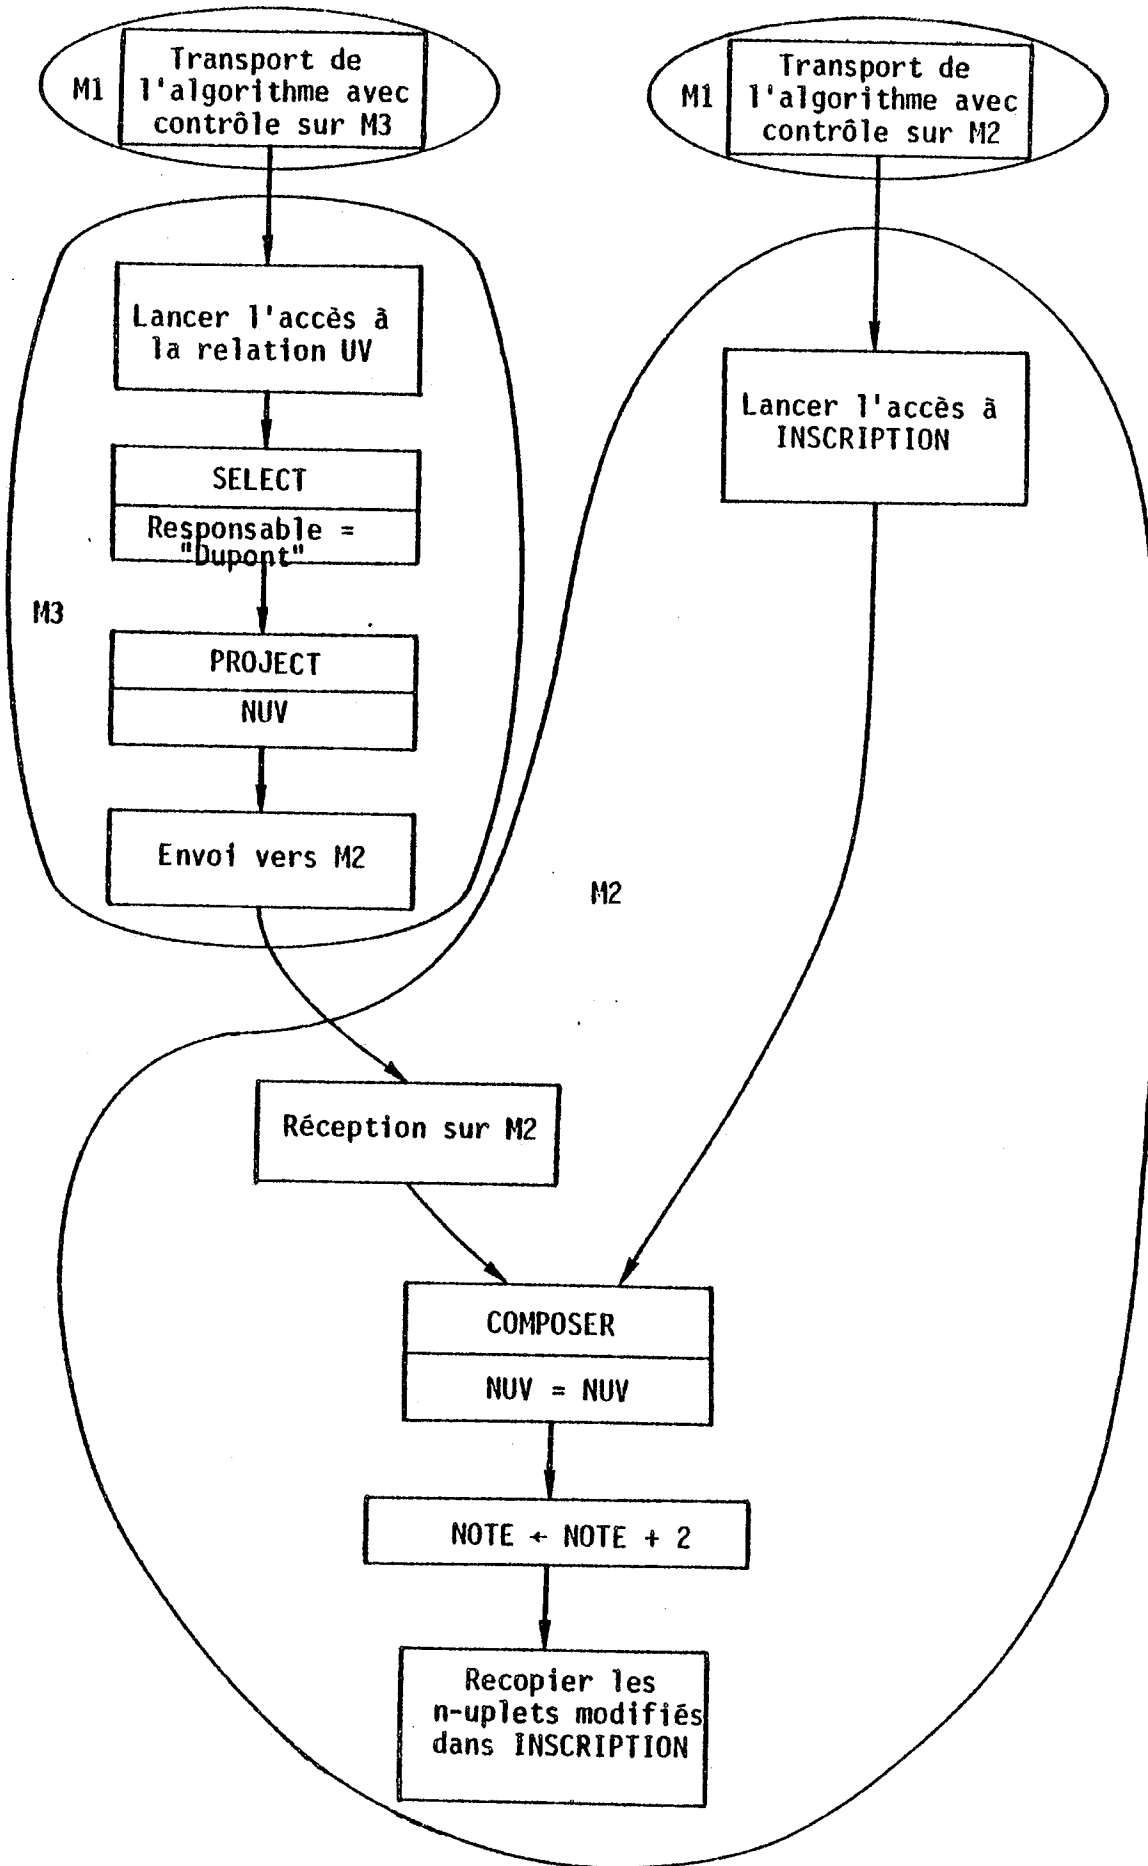 M1
Transport de
l'algorithme avec
contrôle sur M3
M1
Transport de
l'algorithme avec
contrôle sur M2
Lancer l'accès à
la relation UV
SELECT
Responsable =
"Dupont"
M3
PROJECT
NUV
Envoi vers M2
Lancer l'accès à
INSCRIPTION
M2
Réception sur M2
COMPOSER
NUV = NUV
NOTE ← NOTE + 2
Recopier les
n-uplets modifiés
dans INSCRIPTION